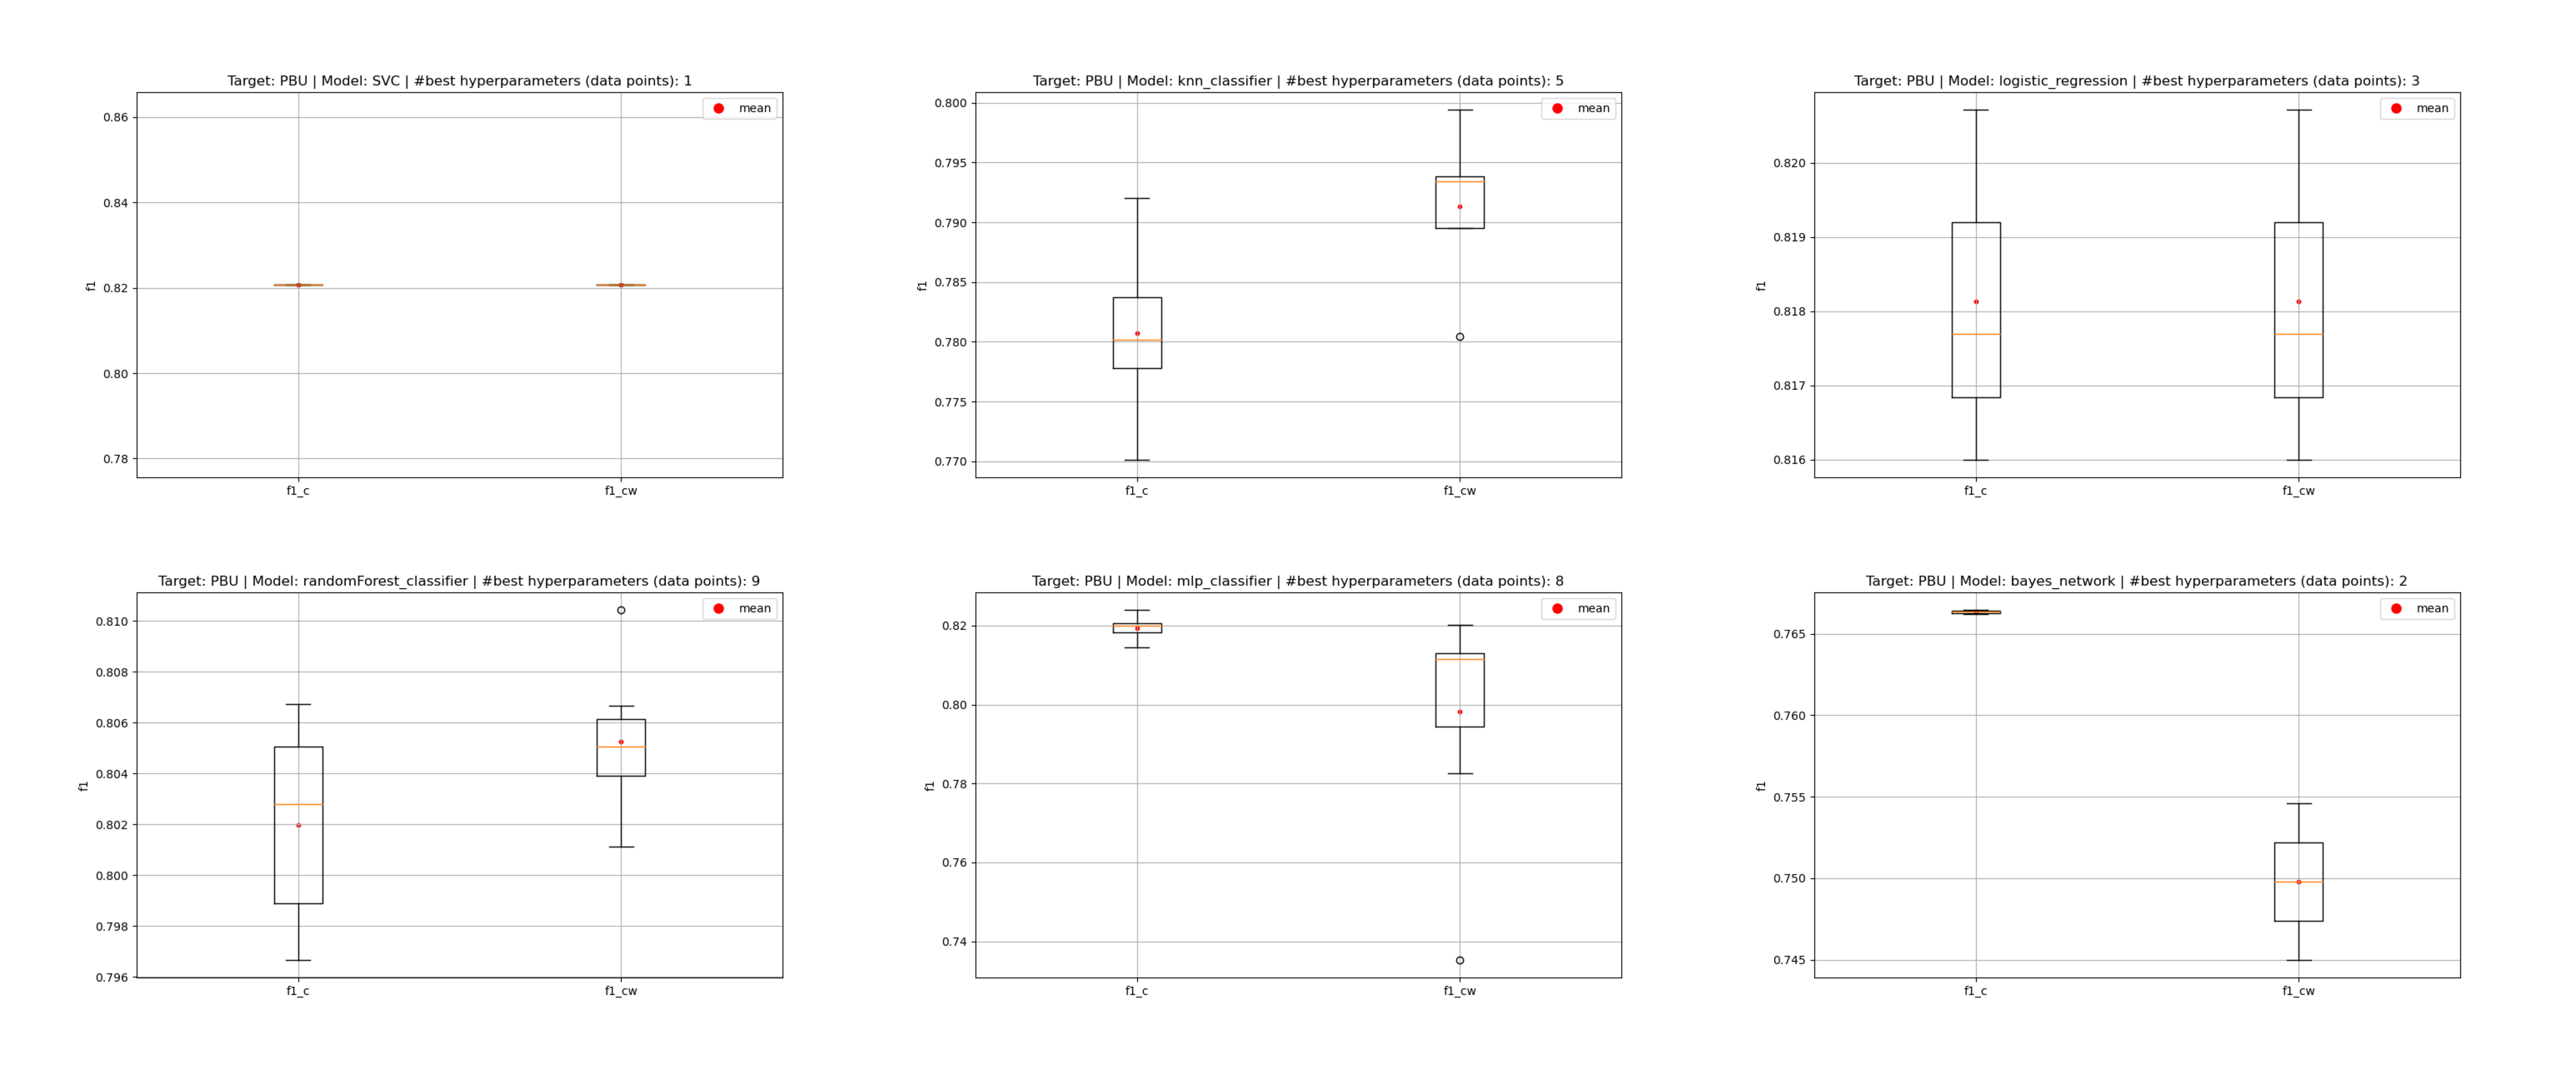 Target: PBU | Model: SVC | #best hyperparameters (data points): 1
mean
0.86
0.84
0.82
0.80
0.78
f1
f1_c
f1_cw
Target: PBU | Model: knn_classifier | #best hyperparameters (data points): 5
mean
0.800
0.795
0.790
0.785
0.780
0.775
0.770
f1
f1_c
f1_cw
Target: PBU | Model: logistic_regression | #best hyperparameters (data points): 3
mean
0.820
0.819
0.818
0.817
0.816
f1
f1_c
f1_cw
Target: PBU | Model: randomForest_classifier | #best hyperparameters (data points): 9
mean
0.810
0.808
0.806
0.804
0.802
0.800
0.798
0.796
f1
f1_c
f1_cw
Target: PBU | Model: mlp_classifier | #best hyperparameters (data points): 8
mean
0.82
0.80
0.78
0.76
0.74
f1
f1_c
f1_cw
Target: PBU | Model: bayes_network | #best hyperparameters (data points): 2
mean
0.765
0.760
0.755
0.750
0.745
f1
f1_c
f1_cw